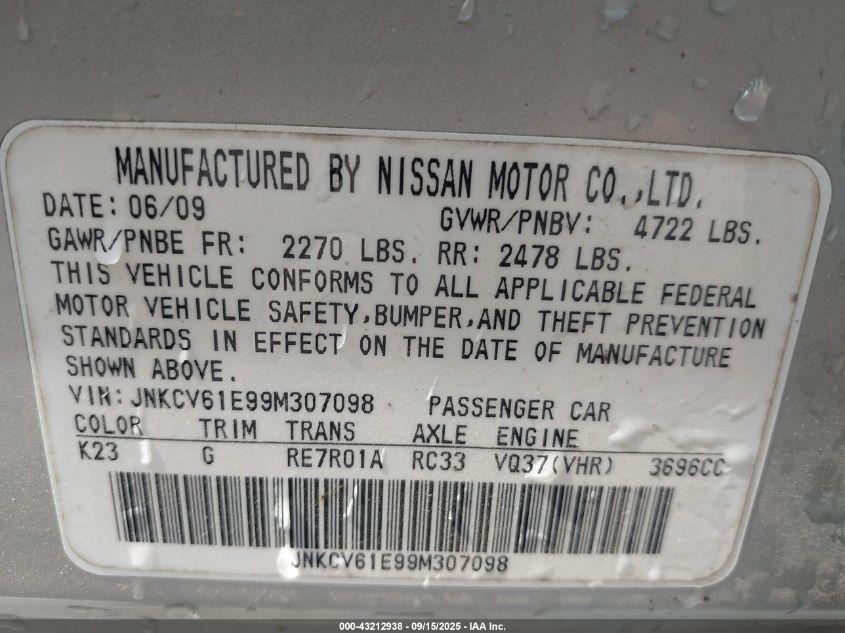 MANUFACTURED BY NISSAN MOTOR CO.,LTD.
DATE: 06/09 GVWR/PNBV: 4722 LBS.
GAWR/PNBE FR: 2270 LBS. RR: 2478 LBS.
THIS VEHICLE CONFORMS TO ALL APPLICABLE FEDERAL
MOTOR VEHICLE SAFETY,BUMPER,AND THEFT PREVENTION
STANDARDS IN EFFECT ON THE DATE OF MANUFACTURE
SHOWN ABOVE.
VIN: JNKCV61E99M307098 PASSENGER CAR
COLOR TRIM TRANS AXLE ENGINE
K23 G RE7R01A RC33 VQ37(VHR) 3696CC
JNKCV61E99M307098
000-43212938 - 09/15/2025 - IAA Inc.